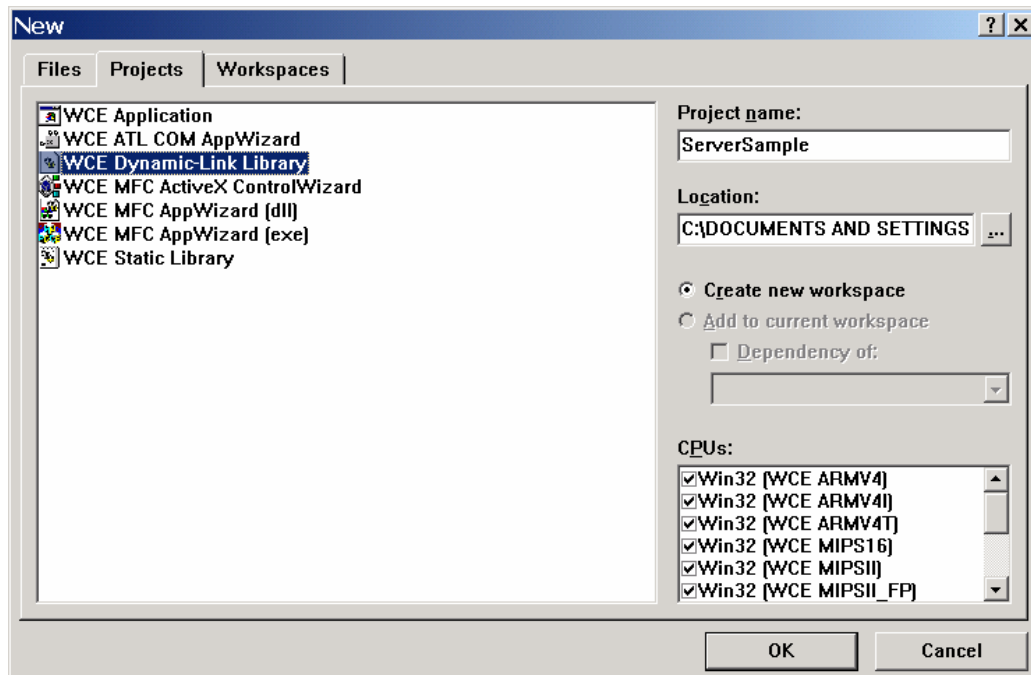 New
Files Projects Workspaces
WCE Application
WCE ATL COM AppWizard
WCE Dynamic-Link Library
WCE MFC ActiveX ControlWizard
WCE MFC AppWizard (dll)
WCE MFC AppWizard (exe)
WCE Static Library
Project name:
ServerSample
Location:
C:\DOCUMENTS AND SETTINGS
...
Create new workspace
Add to current workspace
Dependency of:
CPUs:
Win32 (WCE ARMV4)
Win32 (WCE ARMV4I)
Win32 (WCE ARMV4T)
Win32 (WCE MIPS16)
Win32 (WCE MIPSII)
Win32 (WCE MIPSII_FP)
OK Cancel